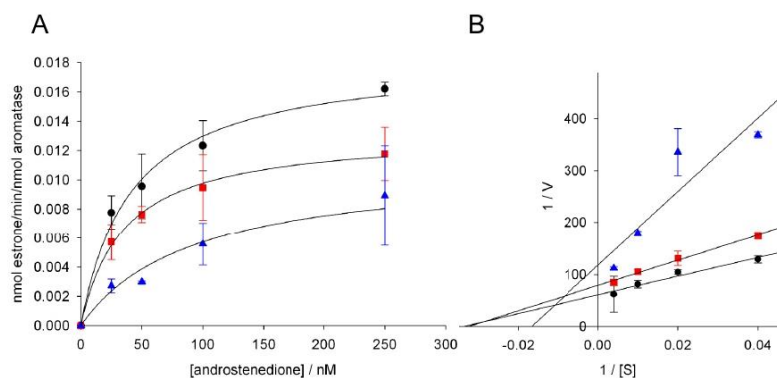 A
nmol estrone/min/nmol aromatase
0.018
0.016
0.014
0.012
0.010
0.008
0.006
0.004
0.002
0.000
0 50 100 150 200 250 300
[androstenedione] / nM
B
1 / V
400
300
200
100
0
-0.02 0.00 0.02 0.04
1 / [S]